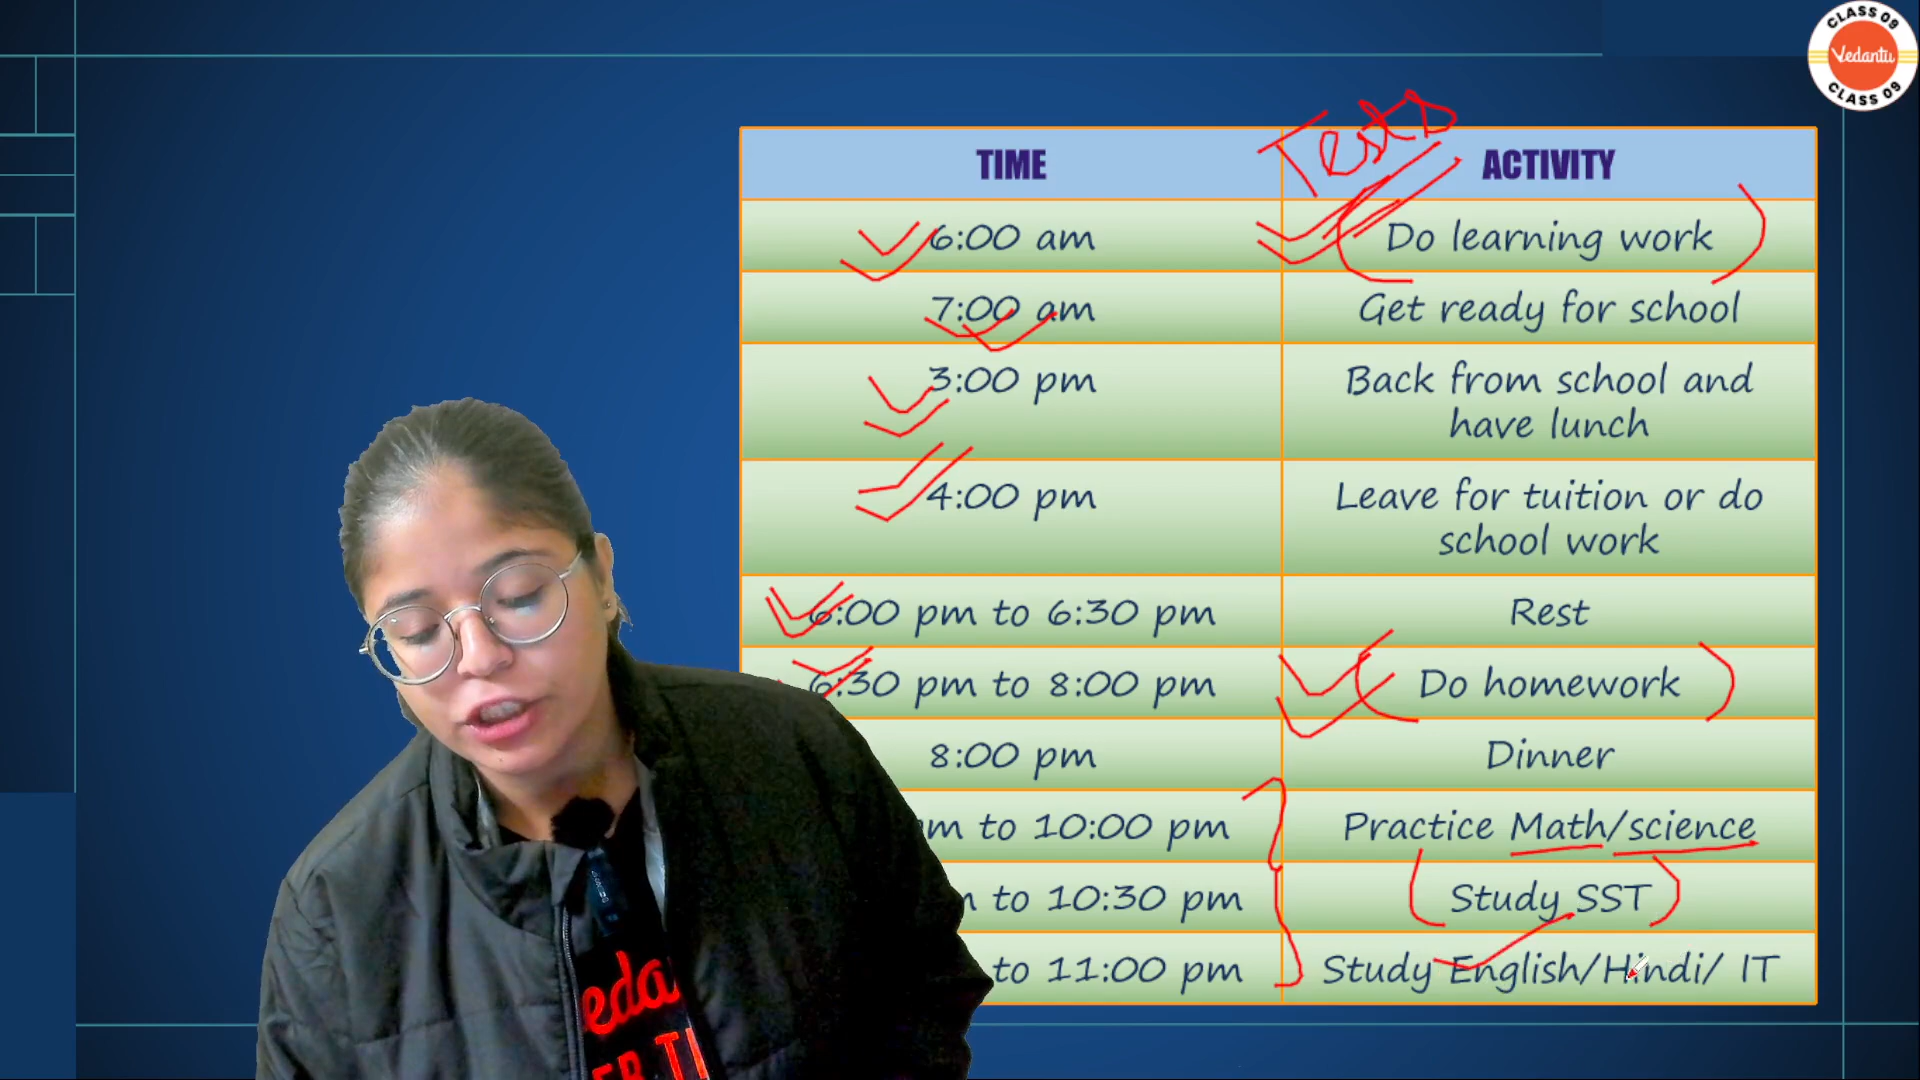 CLASS 09
Vedantu
CLASS 09
Tests
TIME ACTIVITY
6:00 am Do learning work
7:00 am Get ready for school
3:00 pm Back from school and
have lunch
4:00 pm Leave for tuition or do
school work
6:00 pm to 6:30 pm Rest
6:30 pm to 8:00 pm Do homework
8:00 pm Dinner
to 10:00 pm Practice Math/science
to 10:30 pm Study SST
to 11:00 pm Study English/Hindi/ IT